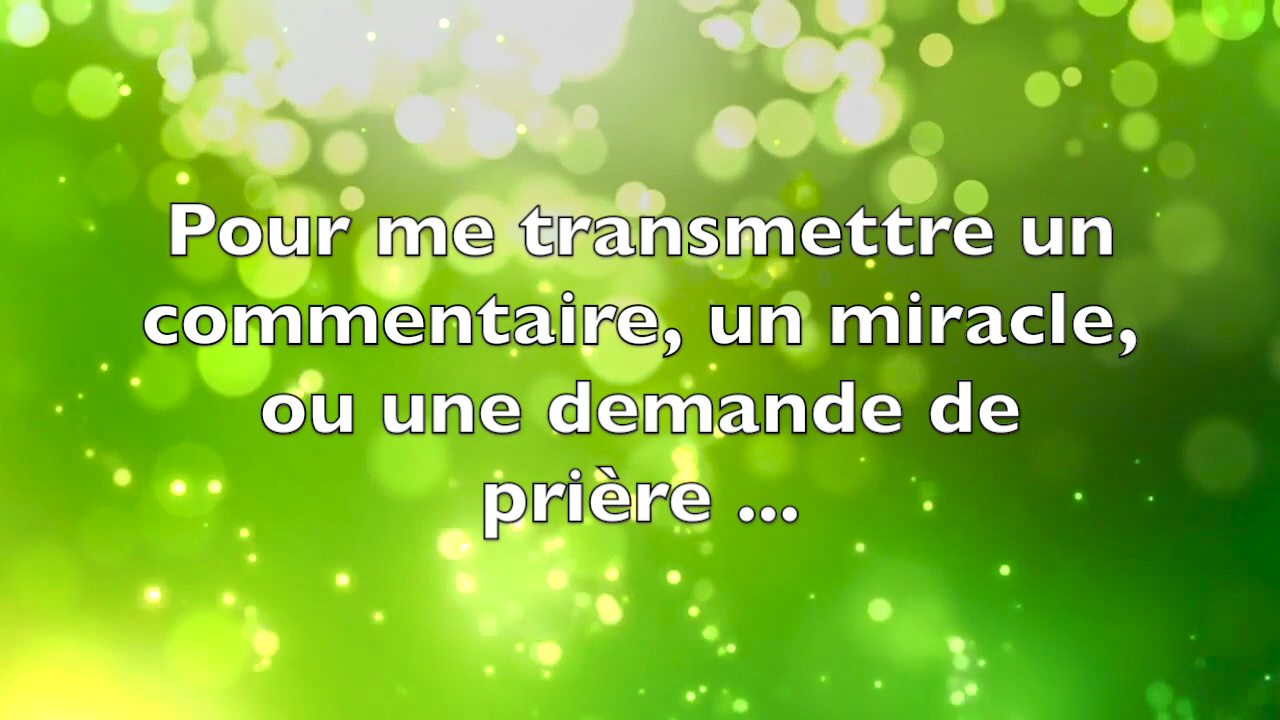 Pour me transmettre un
commentaire, un miracle,
ou une demande de
prière ...